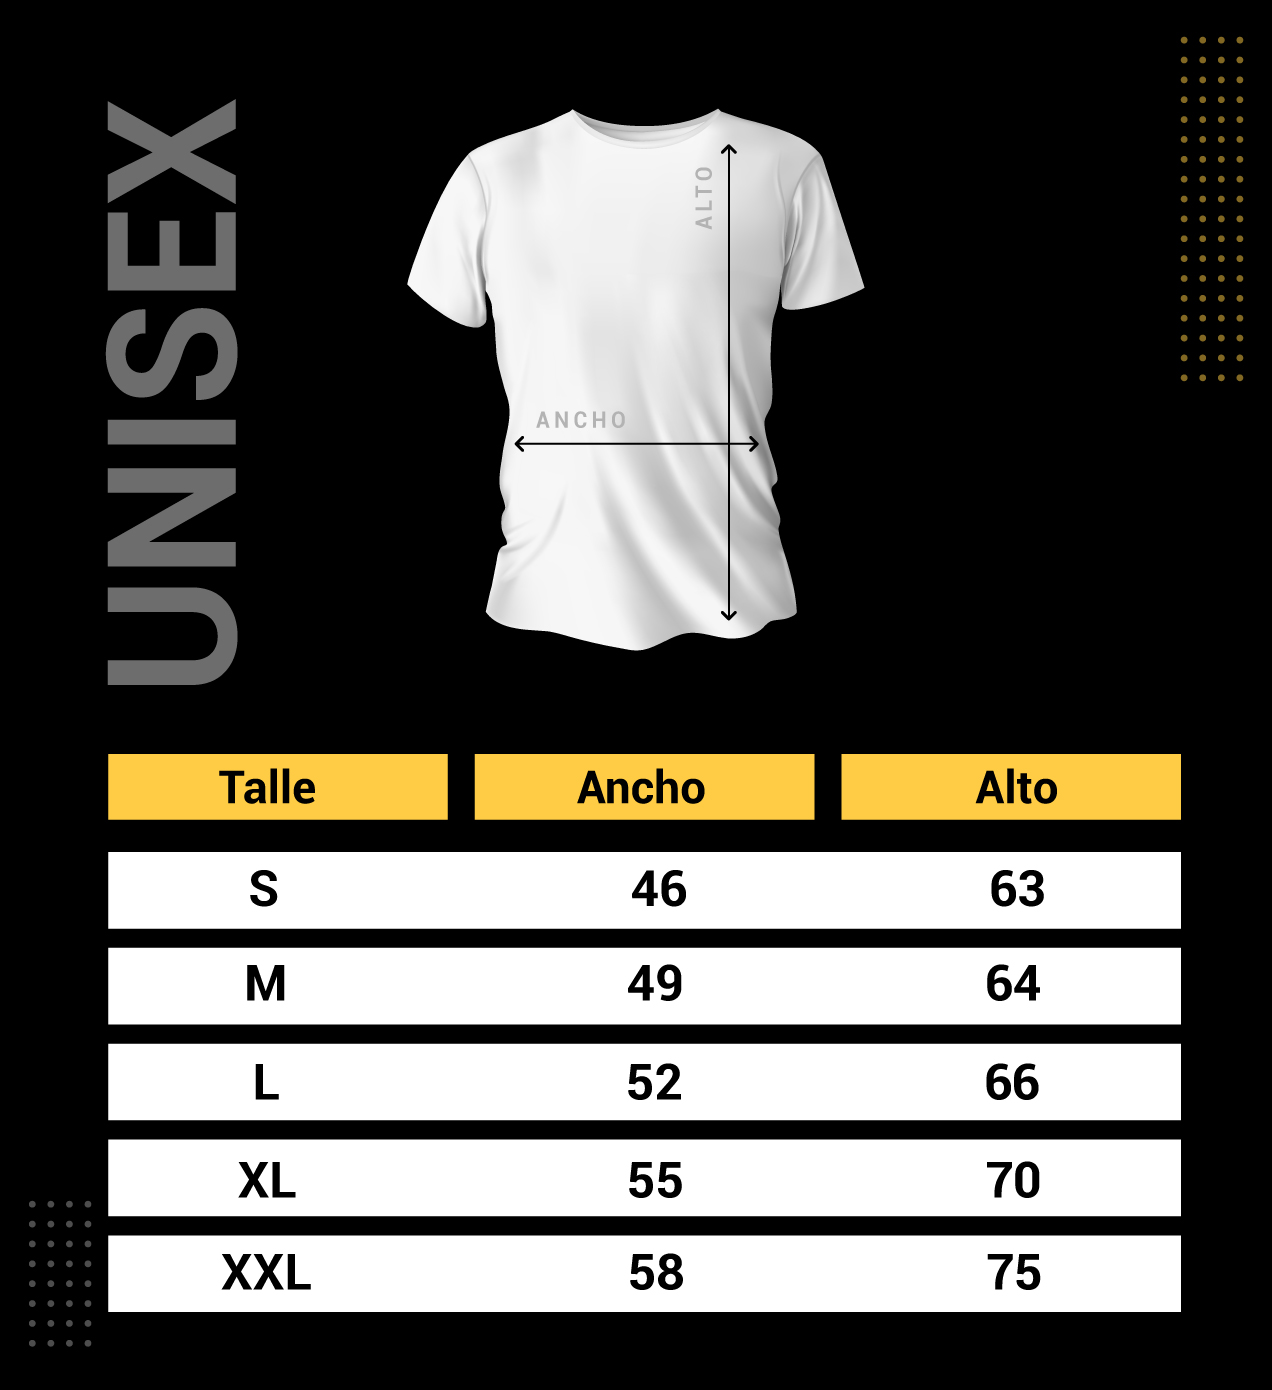 UNISEX
ALTO
ANCHO
Talle Ancho Alto
S 46 63
M 49 64
L 52 66
XL 55 70
XXL 58 75